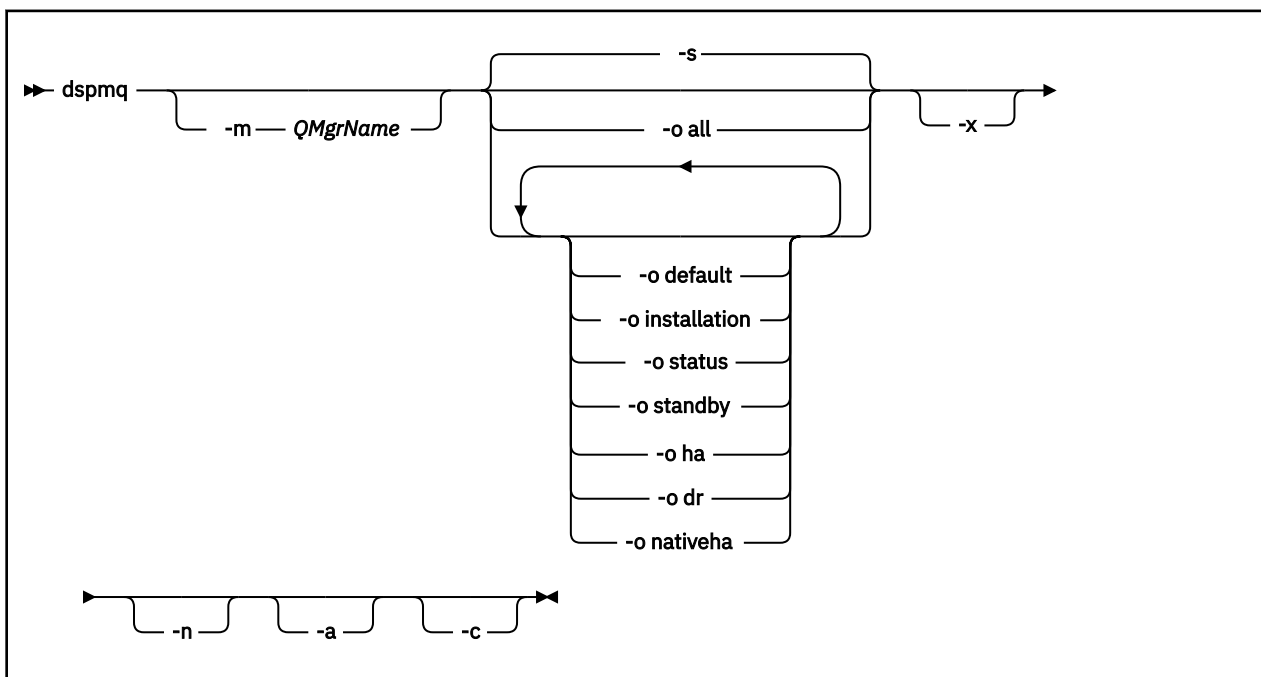 -s
dspmq
-m QMgrName
-o all
-x
-o default
-o installation
-o status
-o standby
-o ha
-o dr
-o nativeha
-n
-a
-c